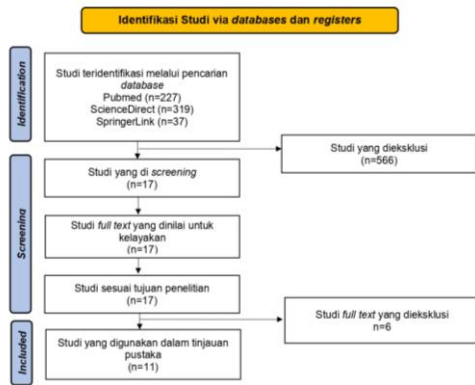 Identifikasi Studi via databases dan registers
Identification
Studi teridentifikasi melalui pencarian
database
Pubmed (n=227)
ScienceDirect (n=319)
SpringerLink (n=37)
Studi yang dieksklusi
(n=566)
Screening
Studi yang di screening
(n=17)
Studi full text yang dinilai untuk
kelayakan
(n=17)
Studi sesuai tujuan penelitian
(n=17)
Studi full text yang dieksklusi
n=6
Included
Studi yang digunakan dalam tinjauan
pustaka
(n=11)